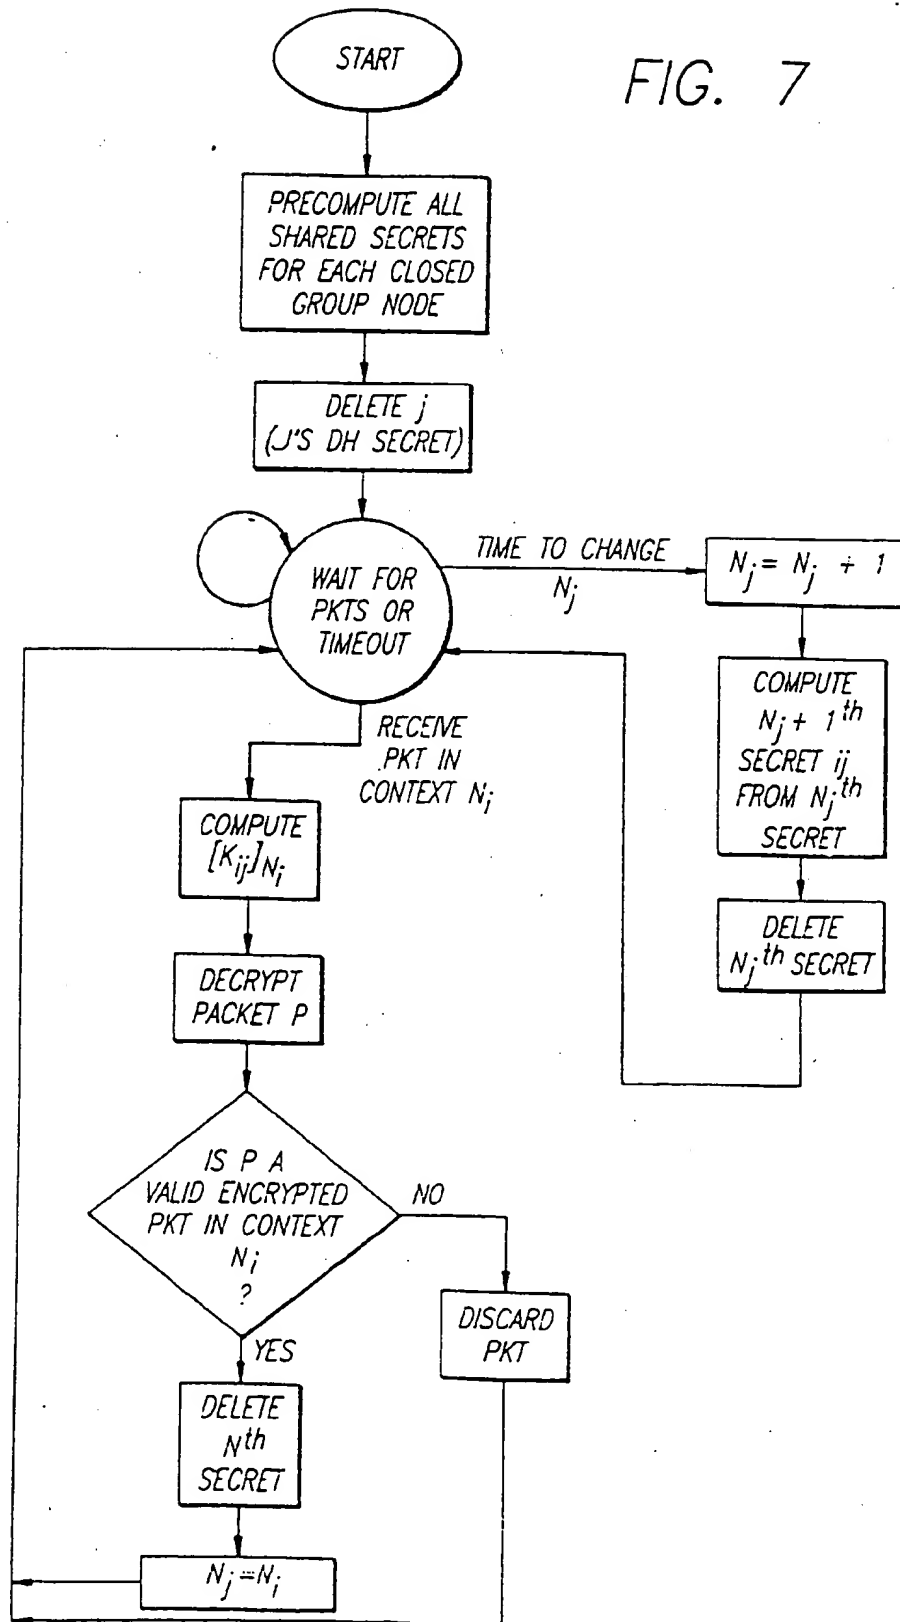 FIG. 7
START
PRECOMPUTE ALL
SHARED SECRETS
FOR EACH CLOSED
GROUP NODE
DELETE j
(J'S DH SECRET)
WAIT FOR
PKTS OR
TIMEOUT
TIME TO CHANGE
Nj
Nj = Nj + 1
COMPUTE
Nj + 1th
SECRET ij
FROM Njth
SECRET
DELETE
Njth SECRET
RECEIVE
PKT IN
CONTEXT Ni
COMPUTE
[Kij]Ni
DECRYPT
PACKET P
IS P A
VALID ENCRYPTED
PKT IN CONTEXT
Ni
?
NO
DISCARD
PKT
YES
DELETE
Nth
SECRET
Nj=Ni